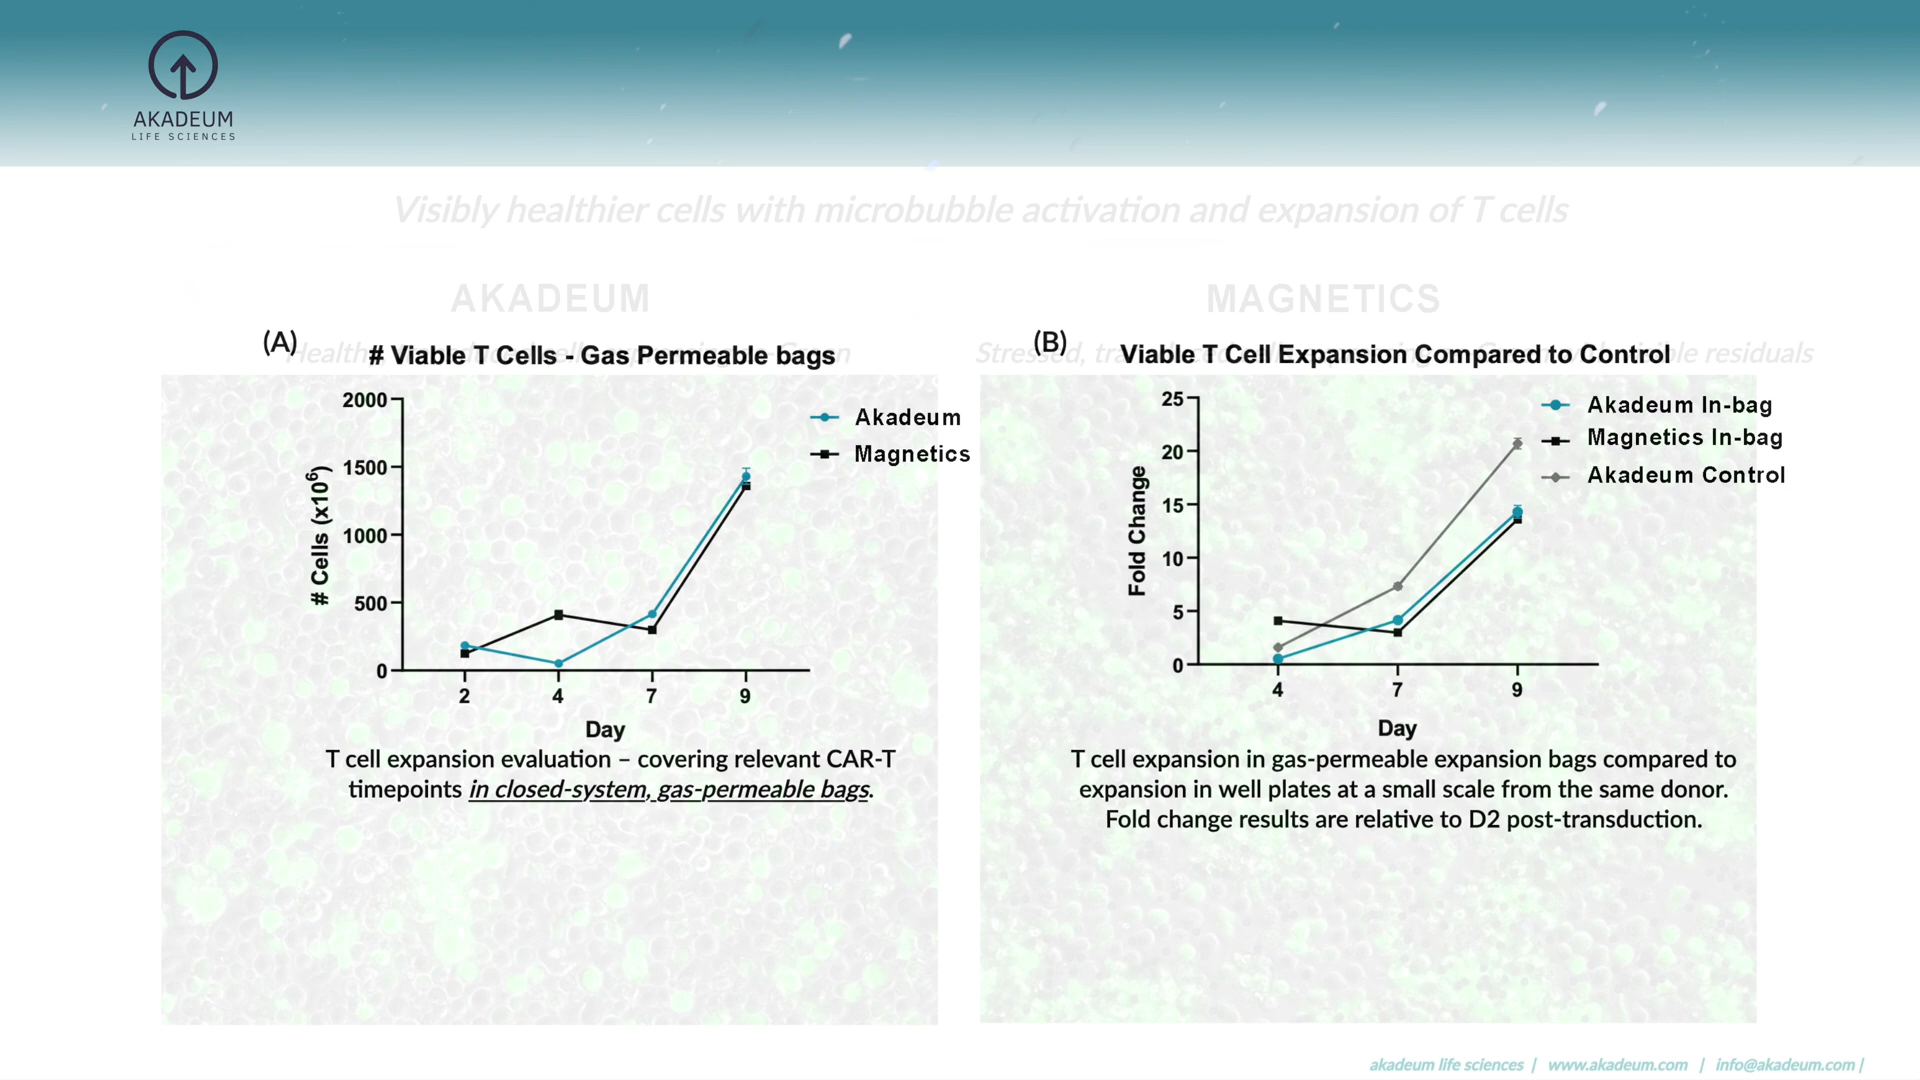 AKADEUM
LIFE SCIENCES
Visibly healthier cells with microbubble activation and expansion of T cells
AKADEUM
MAGNETICS
(A)
# Viable T Cells - Gas Permeable bags
2000
1500
1000
500
0
# Cells (x10⁶)
2 4 7 9
Day
Akadeum
Magnetics
T cell expansion evaluation – covering relevant CAR-T
timepoints in closed-system, gas-permeable bags.
(B)
Stressed, residuals
Viable T Cell Expansion Compared to Control
25
20
15
10
5
0
Fold Change
4 7 9
Day
Akadeum In-bag
Magnetics In-bag
Akadeum Control
T cell expansion in gas-permeable expansion bags compared to
expansion in well plates at a small scale from the same donor.
Fold change results are relative to D2 post-transduction.
akadeum life sciences | www.akadeum.com | info@akadeum.com |